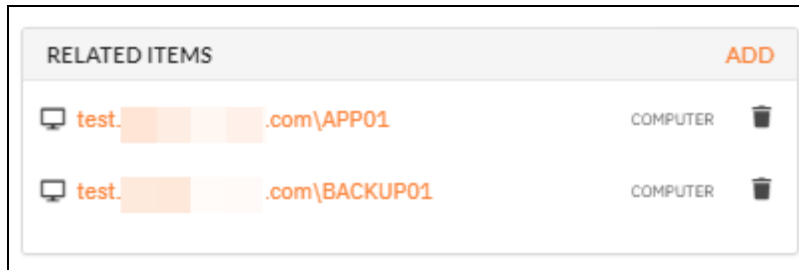 RELATED ITEMS ADD
test. .com\APP01 COMPUTER
test. .com\BACKUP01 COMPUTER